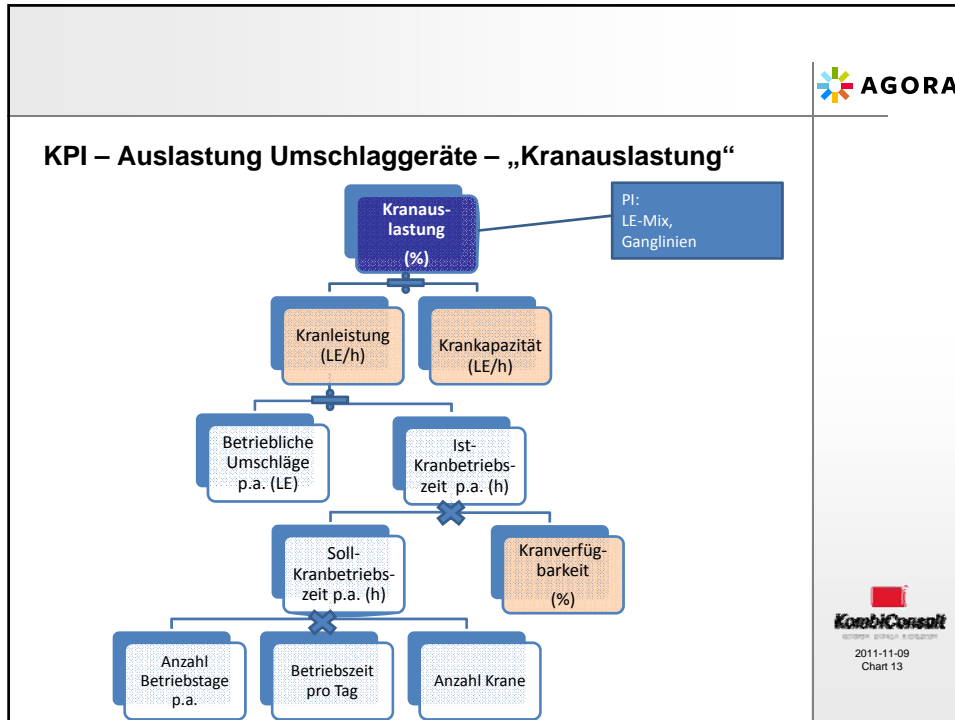 AGORA
KPI – Auslastung Umschlaggeräte – „Kranauslastung“
Kranaus-
lastung
(%)
PI:
LE-Mix,
Ganglinien
Kranleistung
(LE/h)
Krankapazität
(LE/h)
Betriebliche
Umschläge
p.a. (LE)
Ist-
Kranbetriebs-
zeit p.a. (h)
Soll-
Kranbetriebs-
zeit p.a. (h)
Kranverfüg-
barkeit
(%)
Anzahl
Betriebstage
p.a.
Betriebszeit
pro Tag
Anzahl Krane
KombiConsult
2011-11-09
Chart 13